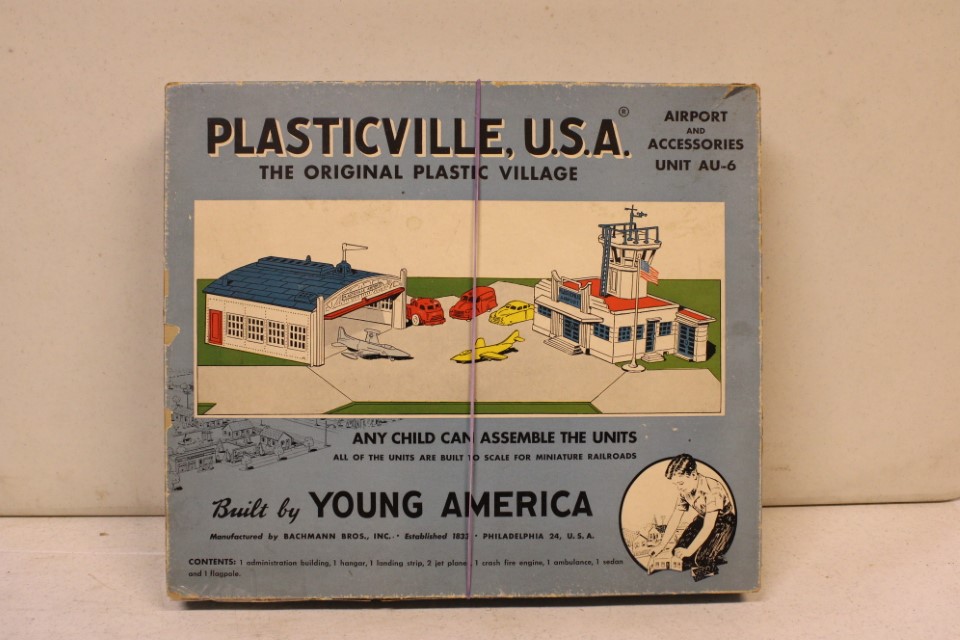 PLASTICVILLE, U.S.A.®
THE ORIGINAL PLASTIC VILLAGE
AIRPORT
AND
ACCESSORIES
UNIT AU-6
ANY CHILD CAN ASSEMBLE THE UNITS
ALL OF THE UNITS ARE BUILT TO SCALE FOR MINIATURE RAILROADS
Built by YOUNG AMERICA
Manufactured by BACHMANN BROS., INC. · Established 1833 · PHILADELPHIA 24, U. S. A.
CONTENTS: 1 administration building, 1 hangar, 1 landing strip, 2 jet plane, 1 crash fire engine, 1 ambulance, 1 sedan
and 1 flagpole.